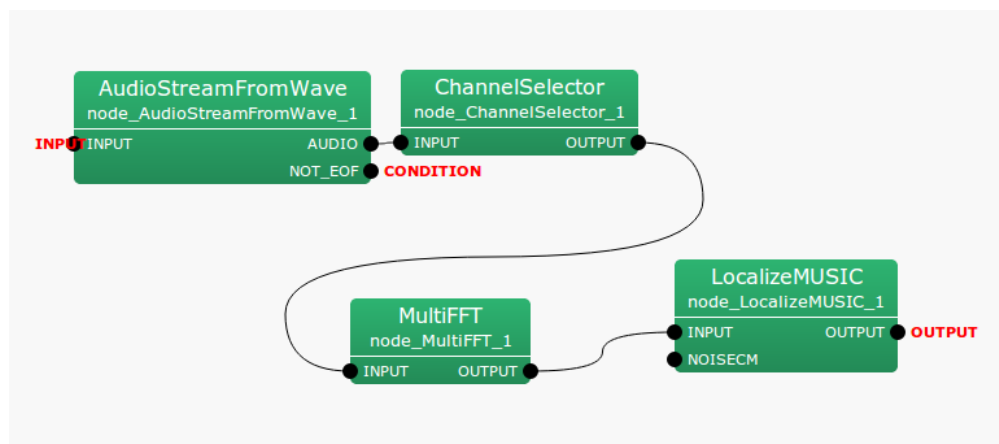 AudioStreamFromWave
node_AudioStreamFromWave_1
INPUT INPUT AUDIO
NOT_EOF CONDITION
ChannelSelector
node_ChannelSelector_1
INPUT OUTPUT
MultiFFT
node_MultiFFT_1
INPUT OUTPUT
LocalizeMUSIC
node_LocalizeMUSIC_1
INPUT OUTPUT OUTPUT
NOISECM